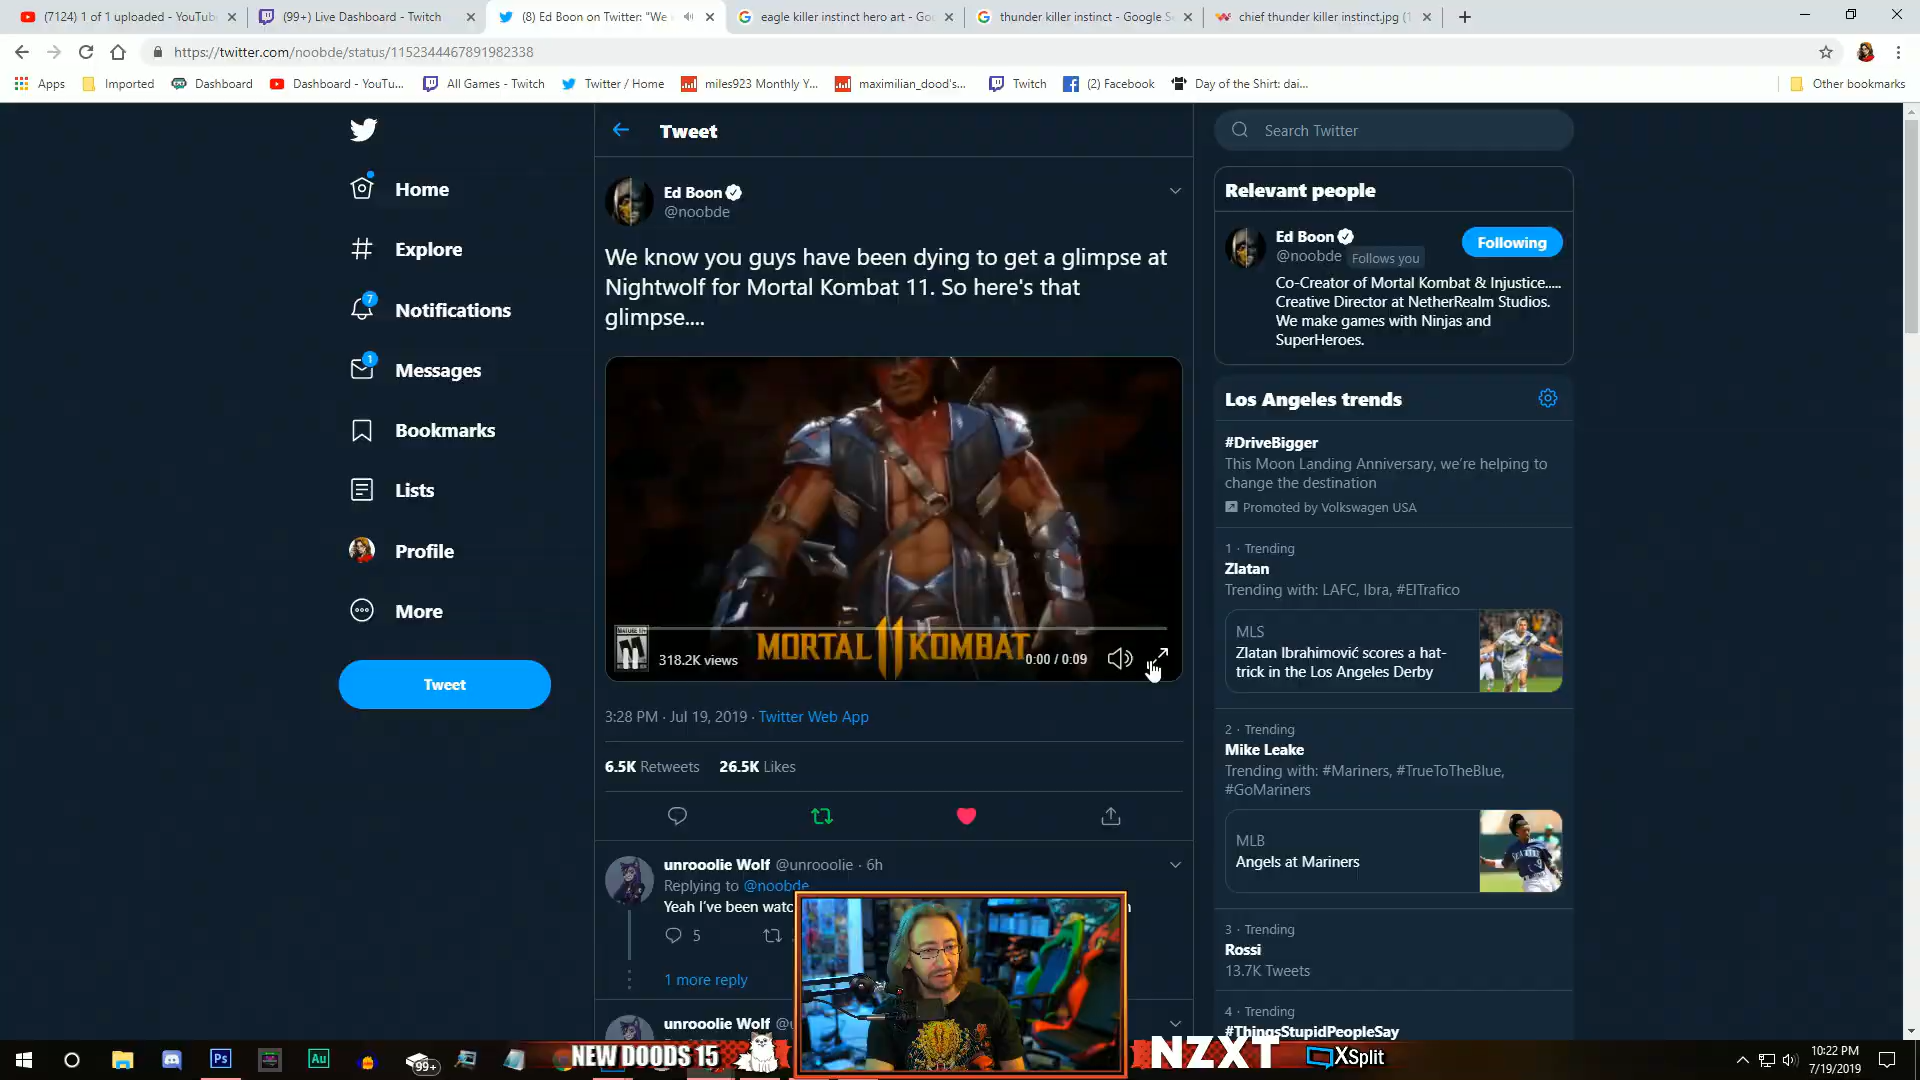 (7124) 1 of 1 uploaded - YouTub
(99+) Live Dashboard - Twitch
(8) Ed Boon on Twitter: "We
eagle killer instinct hero art - Go
thunder killer instinct - Google S
chief thunder killer instinct.jpg (1
https://twitter.com/noobde/status/1152344467891982338
Apps
Imported
Dashboard
Dashboard - YouTu...
All Games - Twitch
Twitter / Home
miles923 Monthly Y...
maximilian_dood's...
Twitch
(2) Facebook
Day of the Shirt: dai...
Other bookmarks
Home
Explore
7
Notifications
1
Messages
Bookmarks
Lists
Profile
More
Tweet
Tweet
Ed Boon
@noobde
We know you guys have been dying to get a glimpse at
Nightwolf for Mortal Kombat 11. So here's that
glimpse....
MATURE 17+
M
318.2K views
MORTAL 11 KOMBAT
0:00 / 0:09
3:28 PM · Jul 19, 2019 · Twitter Web App
6.5K Retweets 26.5K Likes
unrooolie Wolf @unrooolie · 6h
Replying to @noobde
Yeah I've been watc
5
1 more reply
unrooolie Wolf
Search Twitter
Relevant people
Ed Boon
@noobde Follows you
Following
Co-Creator of Mortal Kombat & Injustice.....
Creative Director at NetherRealm Studios.
We make games with Ninjas and
SuperHeroes.
Los Angeles trends
#DriveBigger
This Moon Landing Anniversary, we're helping to
change the destination
Promoted by Volkswagen USA
1 · Trending
Zlatan
Trending with: LAFC, Ibra, #ElTrafico
MLS
Zlatan Ibrahimović scores a hat-
trick in the Los Angeles Derby
2 · Trending
Mike Leake
Trending with: #Mariners, #TrueToTheBlue,
#GoMariners
MLB
Angels at Mariners
3 · Trending
Rossi
13.7K Tweets
4 · Trending
#ThingsStupidPeopleSay
Ps
Au
99+
NEW DOODS 15
NZXT
XSplit
10:22 PM
7/19/2019